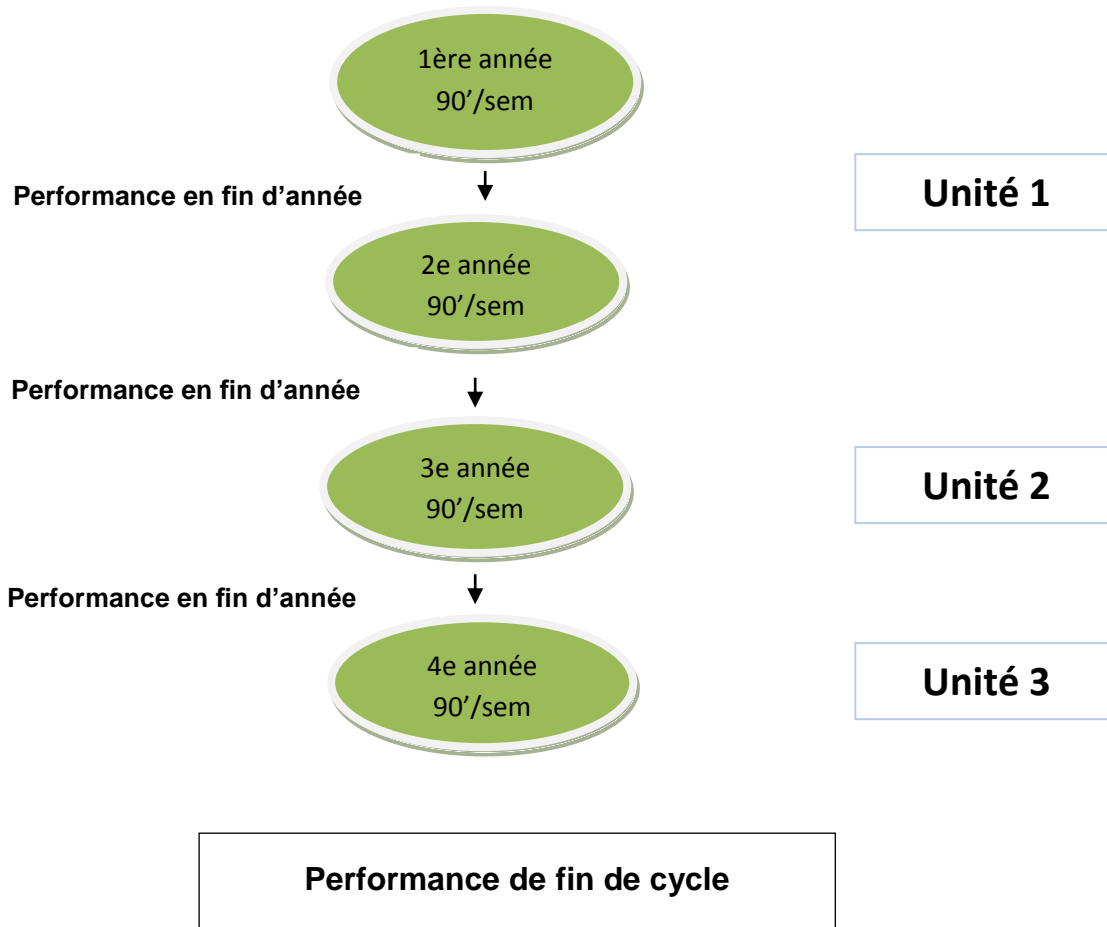 1ère année
90’/sem
Performance en fin d’année
Unité 1
2e année
90’/sem
Performance en fin d’année
3e année
90’/sem
Unité 2
Performance en fin d’année
4e année
90’/sem
Unité 3
Performance de fin de cycle